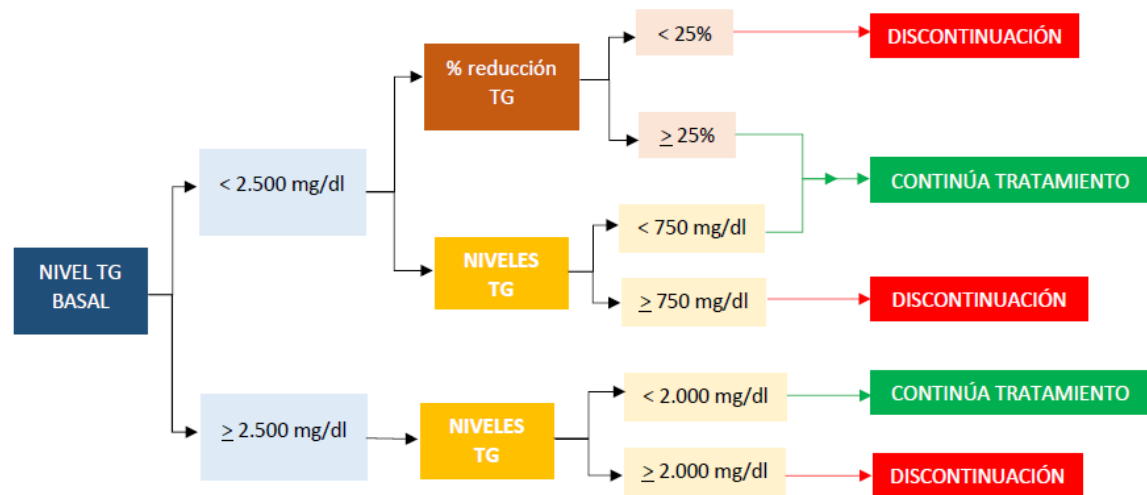 NIVEL TG
BASAL
< 2.500 mg/dl
≥ 2.500 mg/dl
% reducción
TG
NIVELES
TG
NIVELES
TG
< 25%
≥ 25%
< 750 mg/dl
≥ 750 mg/dl
< 2.000 mg/dl
≥ 2.000 mg/dl
DISCONTINUACIÓN
CONTINÚA TRATAMIENTO
DISCONTINUACIÓN
CONTINÚA TRATAMIENTO
DISCONTINUACIÓN